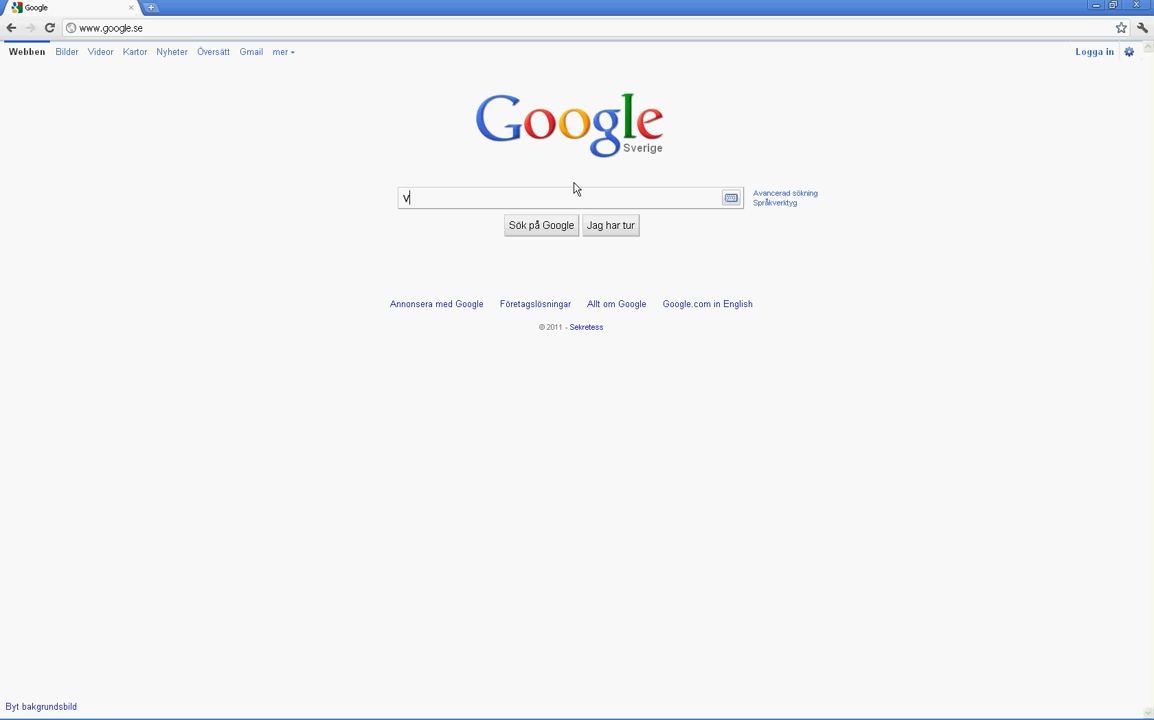 Google
www.google.se
Webben Bilder Videor Kartor Nyheter Översätt Gmail mer Logga in
Google
Sverige
v
Avancerad sökning
Språkverktyg
Sök på Google Jag har tur
Annonsera med Google Företagslösningar Allt om Google Google.com in English
© 2011 - Sekretess
Byt bakgrundsbild